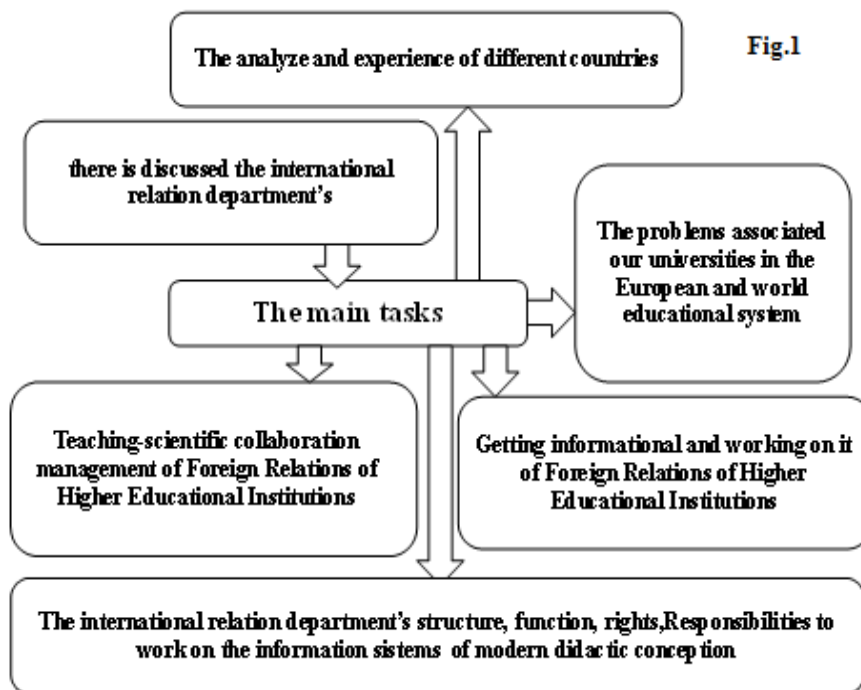 The analyze and experience of different countries
Fig.1
there is discussed the international
relation department's
The problems associated
our universities in the
European and world
educational system
The main tasks
Teaching-scientific collaboration
management of Foreign Relations of
Higher Educational Institutions
Getting informational and working on it
of Foreign Relations of Higher
Educational Institutions
The international relation department's structure, function, rights,Responsibilities to
work on the information sistems of modern didactic conception